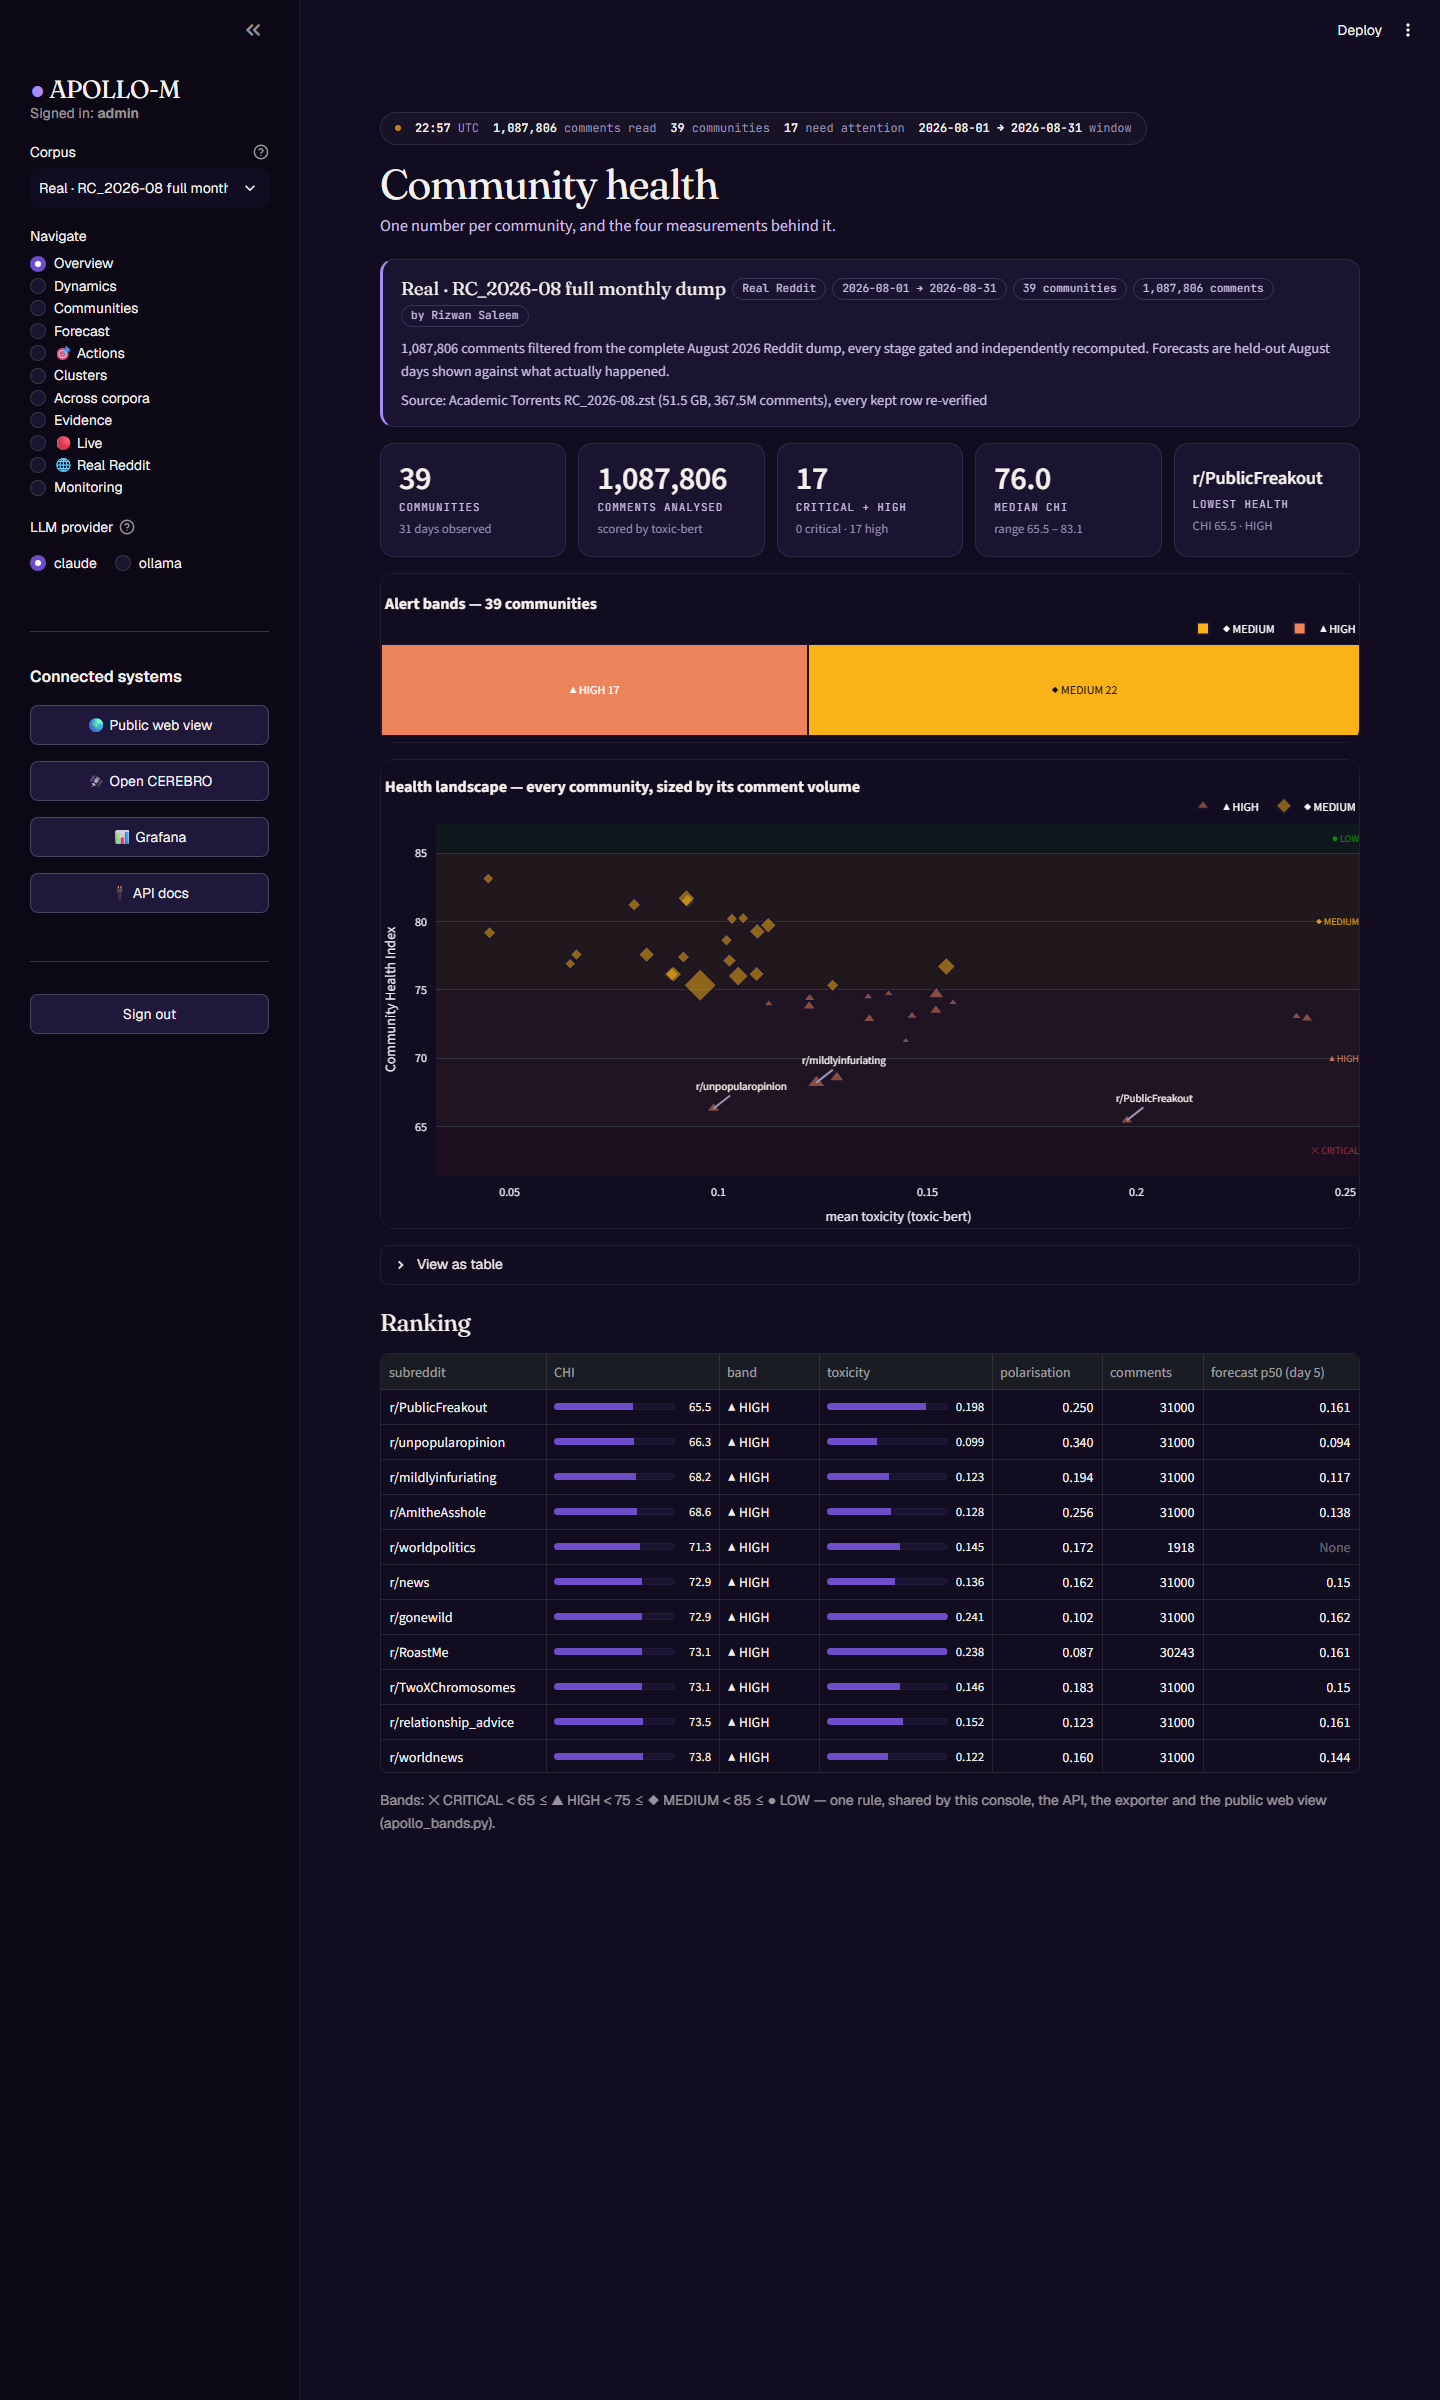 Deploy
APOLLO-M
Signed in: admin
Corpus
Real · RC_2026-08 full month
Navigate
Overview
Dynamics
Communities
Forecast
🎯 Actions
Clusters
Across corpora
Evidence
🔴 Live
🌐 Real Reddit
Monitoring
LLM provider
claude ollama
Connected systems
🌍 Public web view
🛰️ Open CEREBRO
📊 Grafana
API docs
Sign out
22:57 UTC 1,087,806 comments read 39 communities 17 need attention 2026-08-01 → 2026-08-31 window
Community health
One number per community, and the four measurements behind it.
Real · RC_2026-08 full monthly dump Real Reddit 2026-08-01 → 2026-08-31 39 communities 1,087,806 comments
by Rizwan Saleem
1,087,806 comments filtered from the complete August 2026 Reddit dump, every stage gated and independently recomputed. Forecasts are held-out August
days shown against what actually happened.
Source: Academic Torrents RC_2026-08.zst (51.5 GB, 367.5M comments), every kept row re-verified
39
COMMUNITIES
31 days observed
1,087,806
COMMENTS ANALYSED
scored by toxic-bert
17
CRITICAL + HIGH
0 critical · 17 high
76.0
MEDIAN CHI
range 65.5 – 83.1
r/PublicFreakout
LOWEST HEALTH
CHI 65.5 · HIGH
Alert bands — 39 communities
◆ MEDIUM ▲ HIGH
▲ HIGH 17
◆ MEDIUM 22
Health landscape — every community, sized by its comment volume
▲ HIGH ◆ MEDIUM
● LOW
85
80
◆ MEDIUM
75
70
▲ HIGH
65
✕ CRITICAL
Community Health Index
r/mildlyinfuriating
r/unpopularopinion
r/PublicFreakout
0.05 0.1 0.15 0.2 0.25
mean toxicity (toxic-bert)
View as table
Ranking
subreddit CHI band toxicity polarisation comments forecast p50 (day 5)
r/PublicFreakout 65.5 ▲ HIGH 0.198 0.250 31000 0.161
r/unpopularopinion 66.3 ▲ HIGH 0.099 0.340 31000 0.094
r/mildlyinfuriating 68.2 ▲ HIGH 0.123 0.194 31000 0.117
r/AmItheAsshole 68.6 ▲ HIGH 0.128 0.256 31000 0.138
r/worldpolitics 71.3 ▲ HIGH 0.145 0.172 1918 None
r/news 72.9 ▲ HIGH 0.136 0.162 31000 0.15
r/gonewild 72.9 ▲ HIGH 0.241 0.102 31000 0.162
r/RoastMe 73.1 ▲ HIGH 0.238 0.087 30243 0.161
r/TwoXChromosomes 73.1 ▲ HIGH 0.146 0.183 31000 0.15
r/relationship_advice 73.5 ▲ HIGH 0.152 0.123 31000 0.161
r/worldnews 73.8 ▲ HIGH 0.122 0.160 31000 0.144
Bands: ✕ CRITICAL < 65 ≤ ▲ HIGH < 75 ≤ ◆ MEDIUM < 85 ≤ ● LOW — one rule, shared by this console, the API, the exporter and the public web view
(apollo_bands.py).